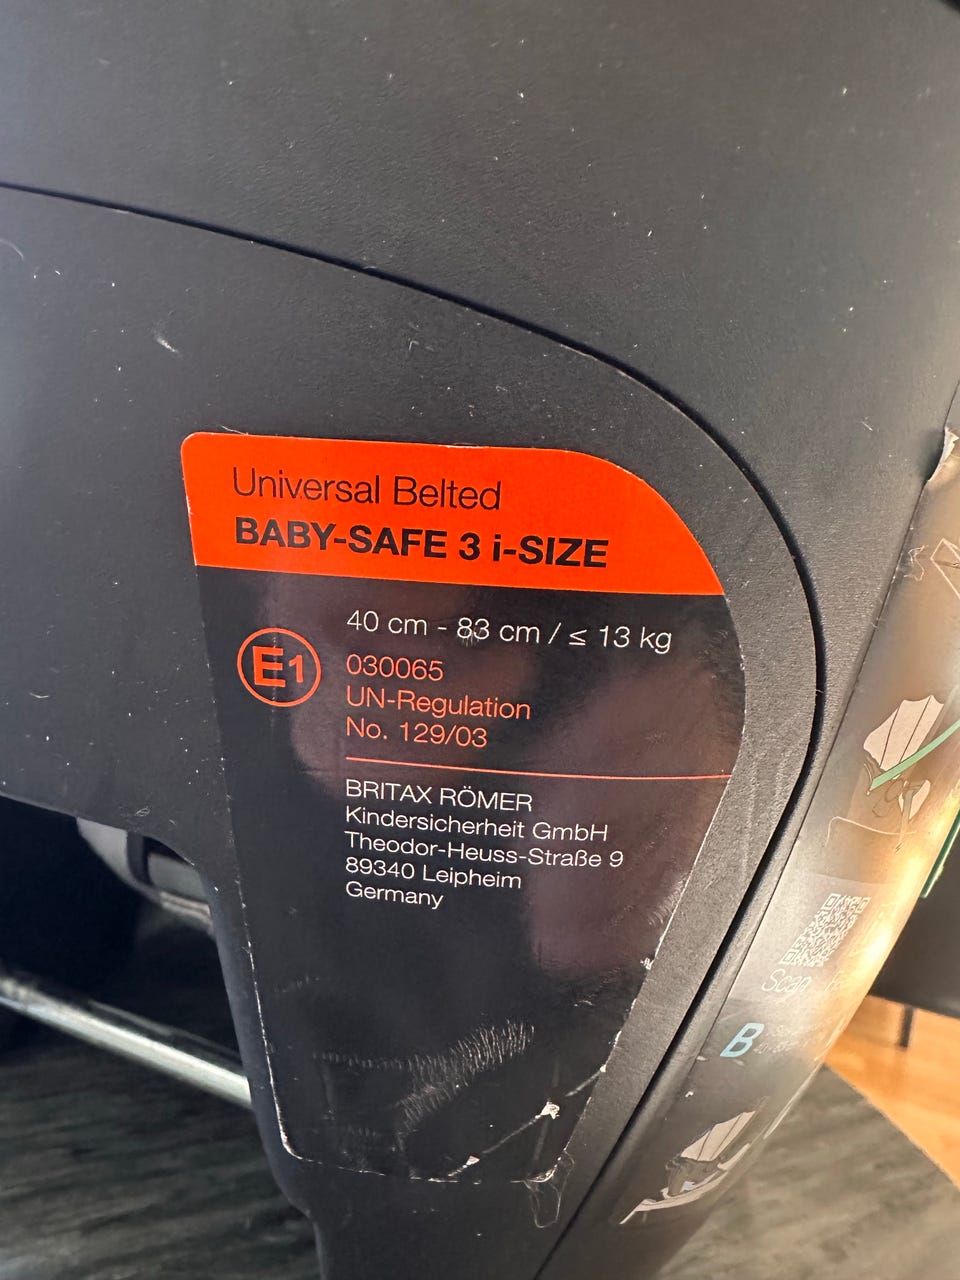 Universal Belted
BABY-SAFE 3 i-SIZE
40 cm - 83 cm / ≤ 13 kg
E1
030065
UN-Regulation
No. 129/03
BRITAX RÖMER
Kindersicherheit GmbH
Theodor-Heuss-Straße 9
89340 Leipheim
Germany
Scan
B